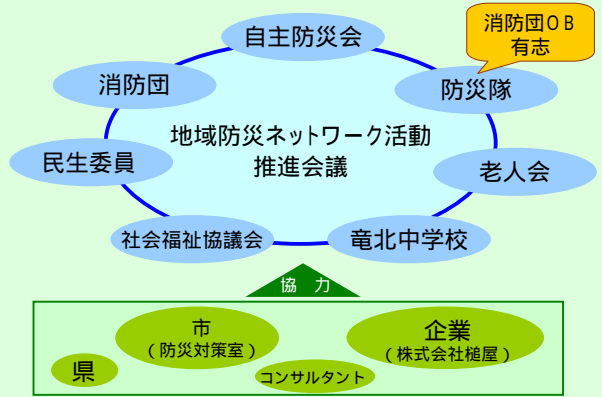 消防団OB
有志
自主防災会
消防団
防災隊
地域防災ネットワーク活動
推進会議
民生委員
老人会
社会福祉協議会
竜北中学校
協 力
市
(防災対策室)
企業
(株式会社槌屋)
県
コンサルタント